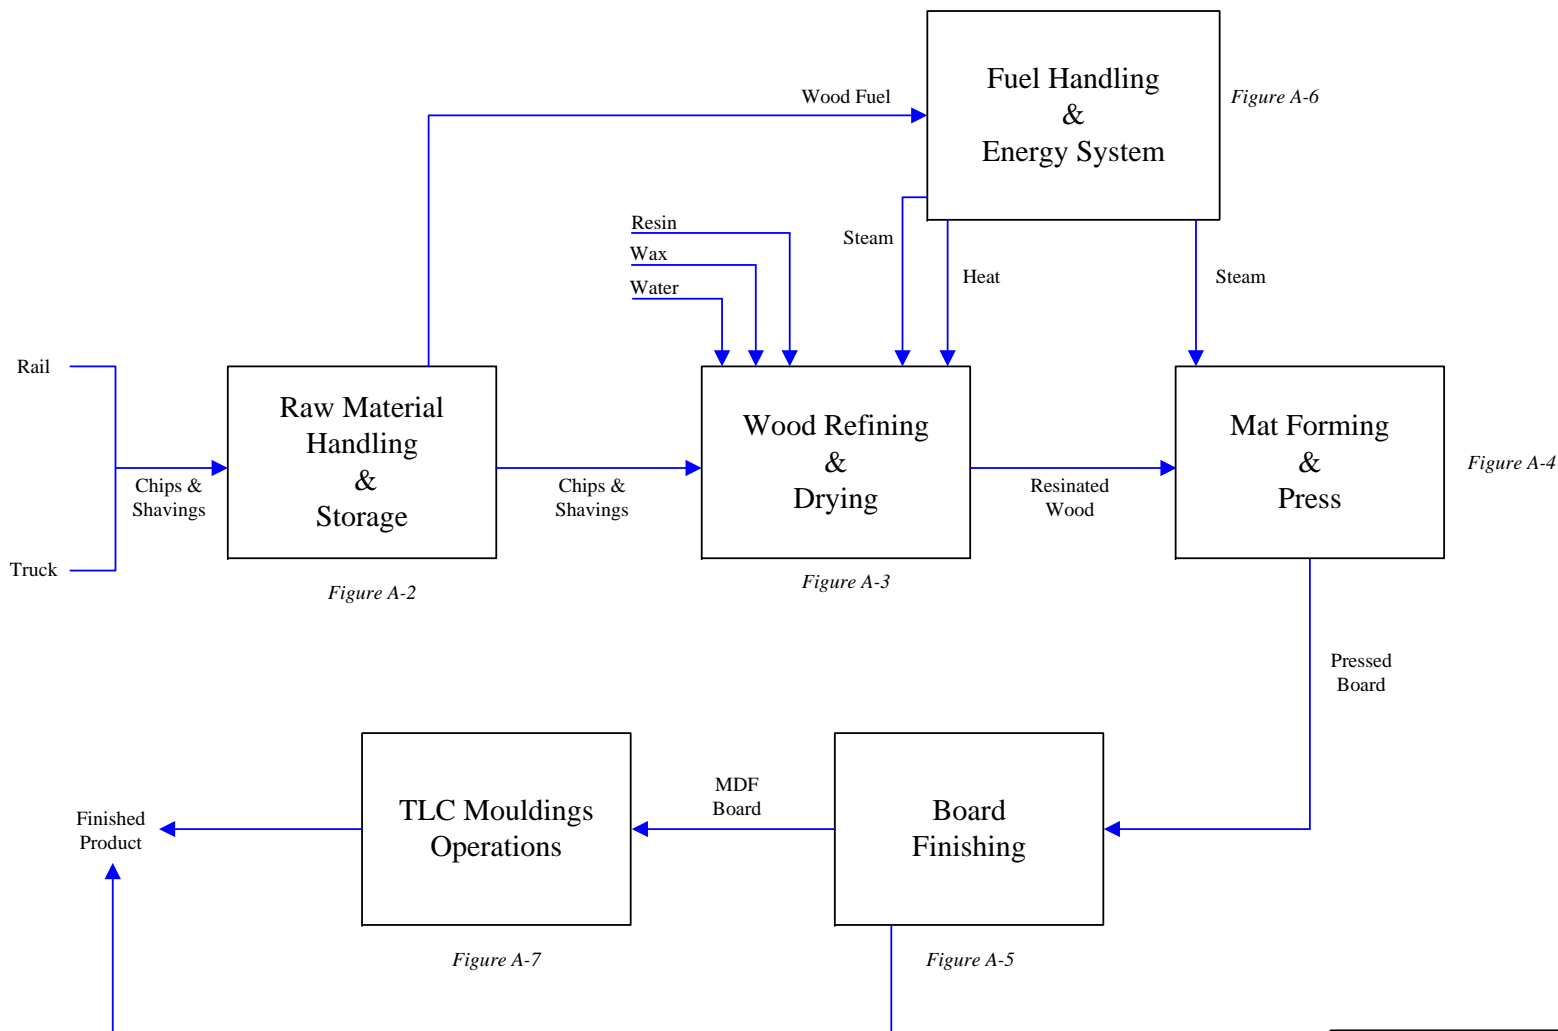 Fuel Handling
&
Energy System
Figure A-6
Wood Fuel
Resin
Wax
Water
Steam
Heat
Steam
Rail
Truck
Chips &
Shavings
Raw Material
Handling
&
Storage
Figure A-2
Chips &
Shavings
Wood Refining
&
Drying
Figure A-3
Resinated
Wood
Mat Forming
&
Press
Figure A-4
Pressed
Board
Finished
Product
TLC Mouldings
Operations
Figure A-7
MDF
Board
Board
Finishing
Figure A-5